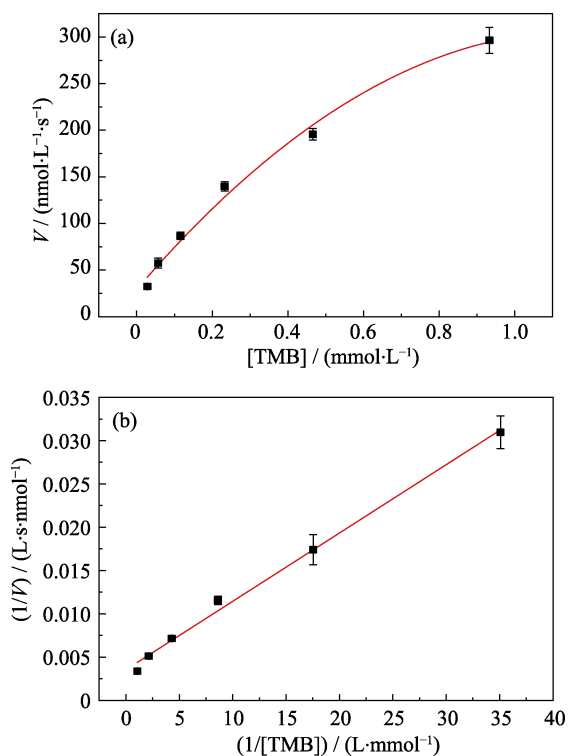 (a)
V / (nmol·L⁻¹·s⁻¹)
300
250
200
150
100
50
0
0 0.2 0.4 0.6 0.8 1.0
[TMB] / (mmol·L⁻¹)
(b)
(1/V) / (L·s·nmol⁻¹)
0.035
0.030
0.025
0.020
0.015
0.010
0.005
0
0 5 10 15 20 25 30 35 40
(1/[TMB]) / (L·mmol⁻¹)